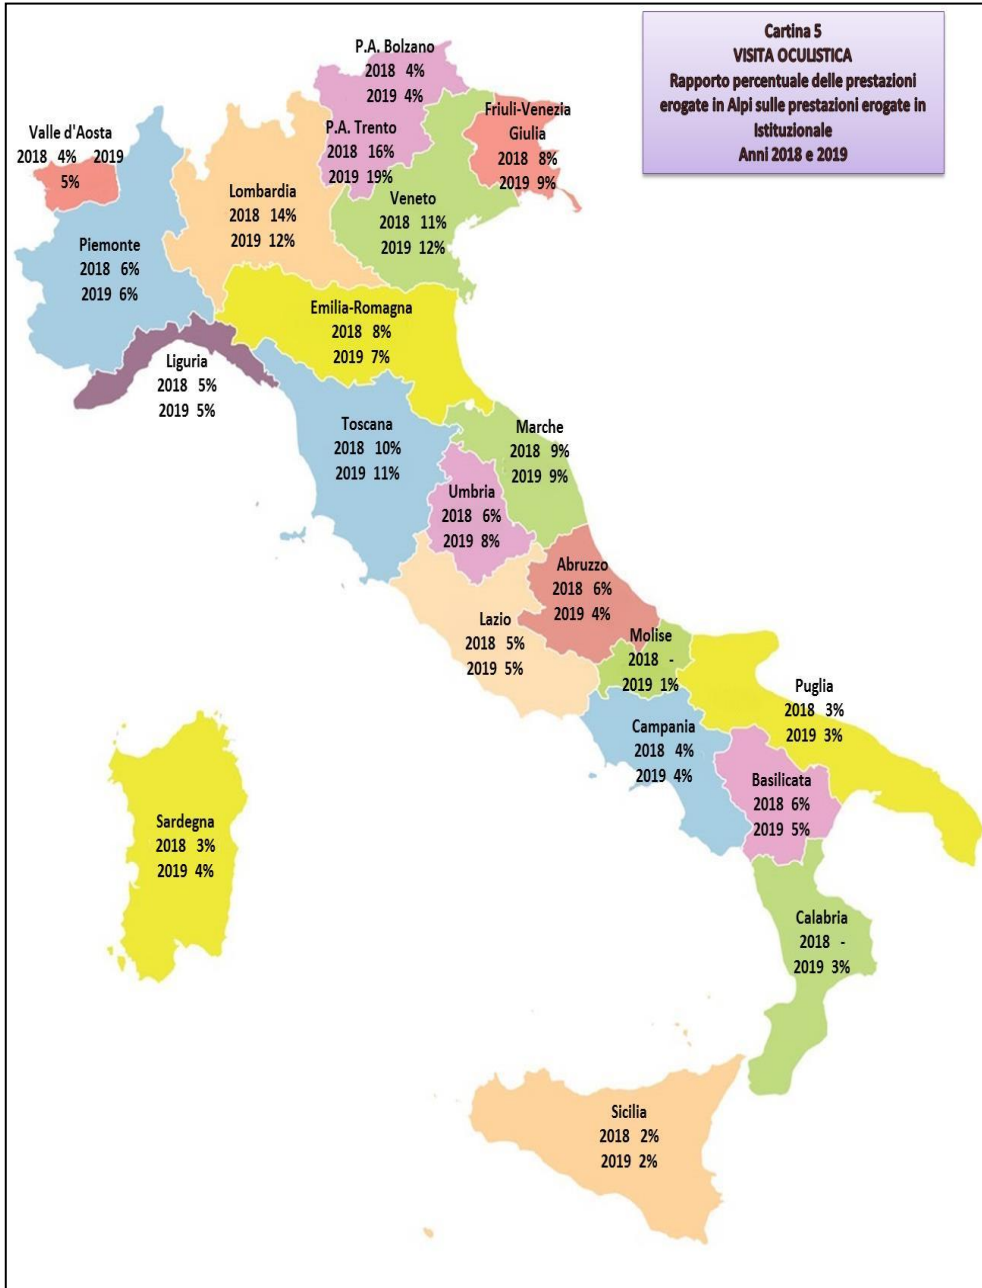 Cartina 5
VISITA OCULISTICA
Rapporto percentuale delle prestazioni
erogate in Alpi sulle prestazioni erogate in
Istituzionale
Anni 2018 e 2019
P.A. Bolzano
2018 4%
2019 4%
Friuli-Venezia
Giulia
2018 8%
2019 9%
Valle d'Aosta
2018 4% 2019
5%
P.A. Trento
2018 16%
2019 19%
Lombardia
2018 14%
2019 12%
Veneto
2018 11%
2019 12%
Piemonte
2018 6%
2019 6%
Emilia-Romagna
2018 8%
2019 7%
Liguria
2018 5%
2019 5%
Toscana
2018 10%
2019 11%
Marche
2018 9%
2019 9%
Umbria
2018 6%
2019 8%
Abruzzo
2018 6%
2019 4%
Lazio
2018 5%
2019 5%
Molise
2018 -
2019 1%
Puglia
2018 3%
2019 3%
Campania
2018 4%
2019 4%
Basilicata
2018 6%
2019 5%
Sardegna
2018 3%
2019 4%
Calabria
2018 -
2019 3%
Sicilia
2018 2%
2019 2%